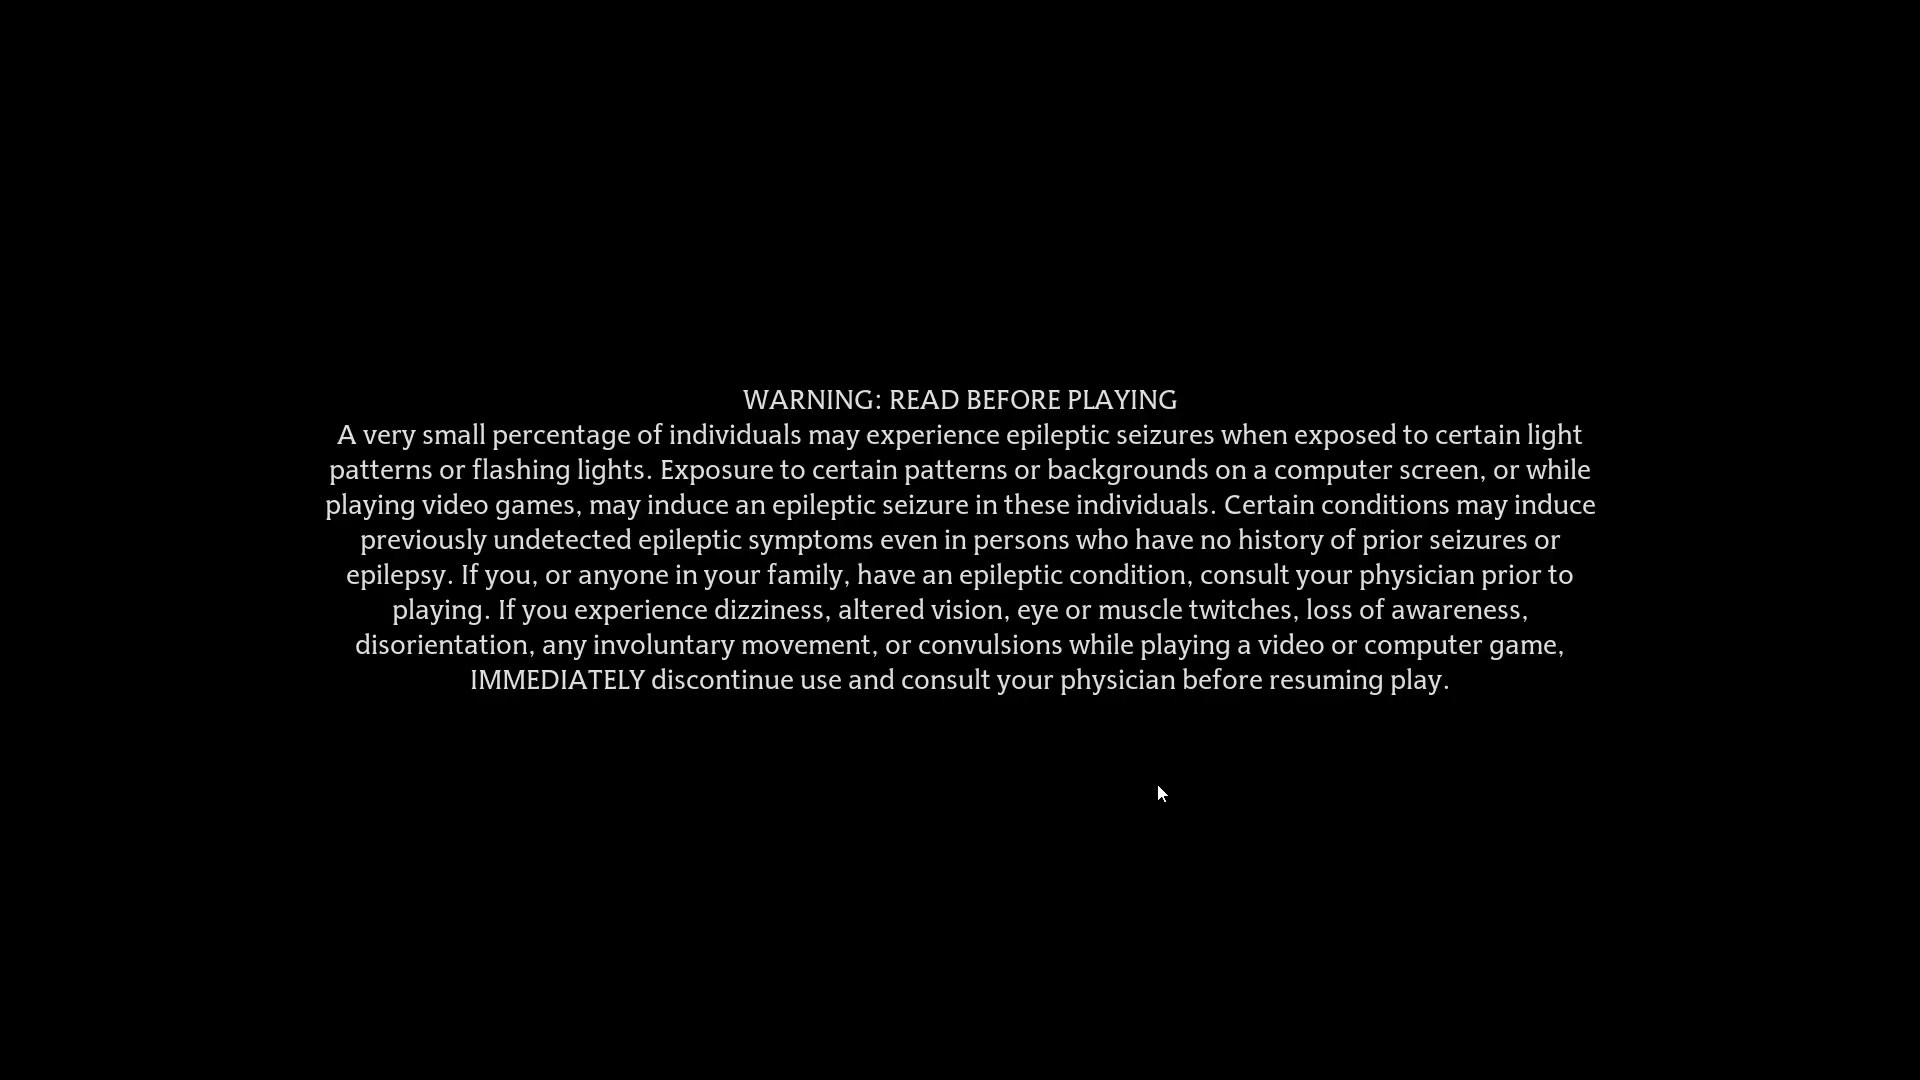 WARNING: READ BEFORE PLAYING
A very small percentage of individuals may experience epileptic seizures when exposed to certain light
patterns or flashing lights. Exposure to certain patterns or backgrounds on a computer screen, or while
playing video games, may induce an epileptic seizure in these individuals. Certain conditions may induce
previously undetected epileptic symptoms even in persons who have no history of prior seizures or
epilepsy. If you, or anyone in your family, have an epileptic condition, consult your physician prior to
playing. If you experience dizziness, altered vision, eye or muscle twitches, loss of awareness,
disorientation, any involuntary movement, or convulsions while playing a video or computer game,
IMMEDIATELY discontinue use and consult your physician before resuming play.